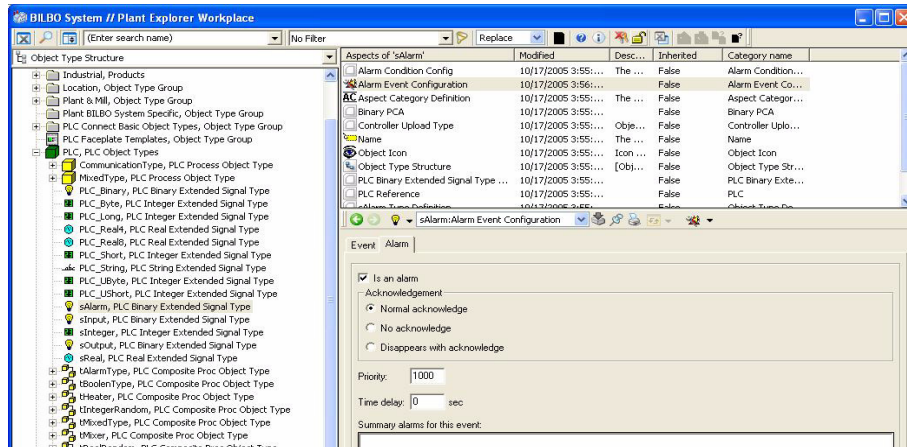 BILBO System // Plant Explorer Workplace
(Enter search name)
No Filter
Replace
Object Type Structure
Industrial, Products
Location, Object Type Group
Plant & Mill, Object Type Group
Plant BILBO System Specific, Object Type Group
PLC Connect Basic Object Types, Object Type Group
PLC Faceplate Templates, Object Type Group
PLC, PLC Object Types
CommunicationType, PLC Process Object Type
MixedType, PLC Process Object Type
PLC_Binary, PLC Binary Extended Signal Type
PLC_Byte, PLC Integer Extended Signal Type
PLC_Long, PLC Integer Extended Signal Type
PLC_Real4, PLC Real Extended Signal Type
PLC_Real8, PLC Real Extended Signal Type
PLC_Short, PLC Integer Extended Signal Type
PLC_String, PLC String Extended Signal Type
PLC_UByte, PLC Integer Extended Signal Type
PLC_UShort, PLC Integer Extended Signal Type
sAlarm, PLC Binary Extended Signal Type
sInput, PLC Binary Extended Signal Type
sInteger, PLC Integer Extended Signal Type
sOutput, PLC Binary Extended Signal Type
sReal, PLC Real Extended Signal Type
tAlarmType, PLC Composite Proc Object Type
tBoolenType, PLC Composite Proc Object Type
tHeater, PLC Composite Proc Object Type
tIntegerRandom, PLC Composite Proc Object Type
tMixedType, PLC Composite Proc Object Type
tMixer, PLC Composite Proc Object Type
Aspects of 'sAlarm' Modified Desc... Inherited Category name
Alarm Condition Config 10/17/2005 3:55:... The ... False Alarm Condition...
Alarm Event Configuration 10/17/2005 3:56:... False Alarm Event Co...
AC Aspect Category Definition 10/17/2005 3:55:... The ... False Aspect Categor...
Binary PCA 10/17/2005 3:55:... False Binary PCA
Controller Upload Type 10/17/2005 3:55:... Obje... False Controller Uplo...
Name 10/17/2005 3:55:... The ... False Name
Object Icon 10/17/2005 3:55:... Icon ... False Object Icon
Object Type Structure 10/17/2005 3:55:... [Obj... False Object Type Str...
PLC Binary Extended Signal Type ... 10/17/2005 3:55:... False PLC Binary Exte...
PLC Reference 10/17/2005 3:55:... False PLC
sAlarm:Alarm Event Configuration
Event Alarm
Is an alarm
Acknowledgement
Normal acknowledge
No acknowledge
Disappears with acknowledge
Priority: 1000
Time delay: 0 sec
Summary alarms for this event: